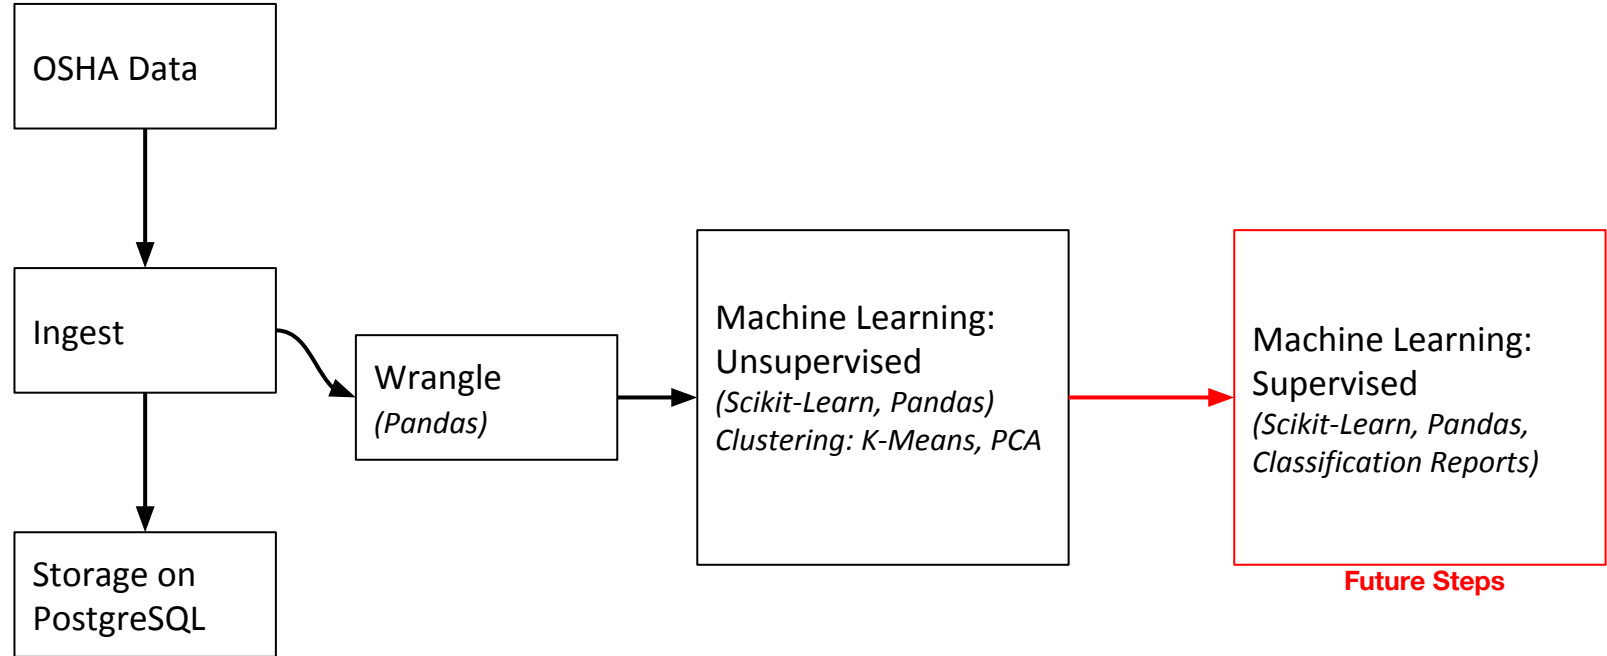 OSHA Data
Ingest
Storage on
PostgreSQL
Wrangle
(Pandas)
Machine Learning:
Unsupervised
(Scikit-Learn, Pandas)
Clustering: K-Means, PCA
Machine Learning:
Supervised
(Scikit-Learn, Pandas,
Classification Reports)
Future Steps